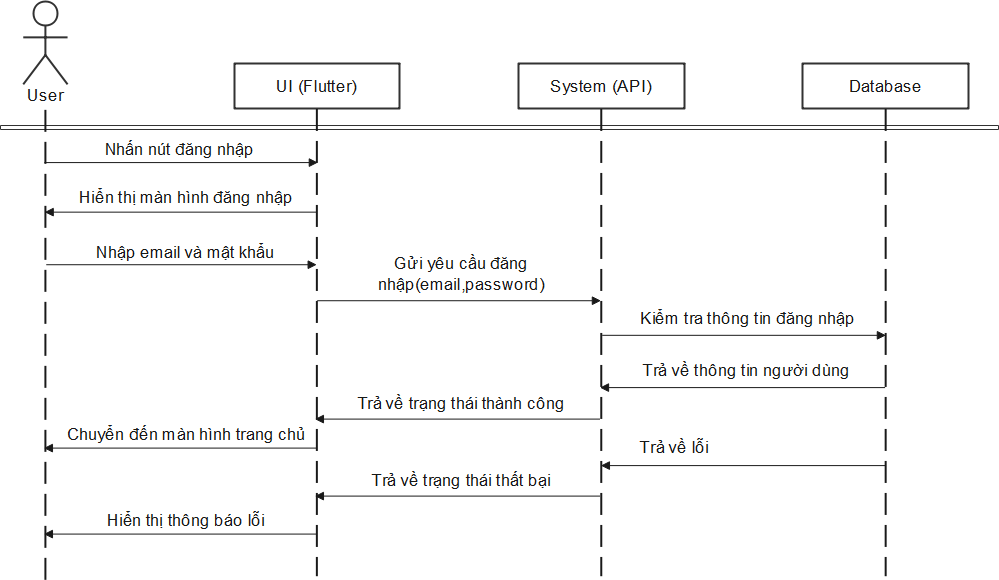 User
UI (Flutter)
System (API)
Database
Nhấn nút đăng nhập
Hiển thị màn hình đăng nhập
Nhập email và mật khẩu
Gửi yêu cầu đăng
nhập(email,password)
Kiểm tra thông tin đăng nhập
Trả về thông tin người dùng
Trả về trạng thái thành công
Chuyển đến màn hình trang chủ
Trả về lỗi
Trả về trạng thái thất bại
Hiển thị thông báo lỗi